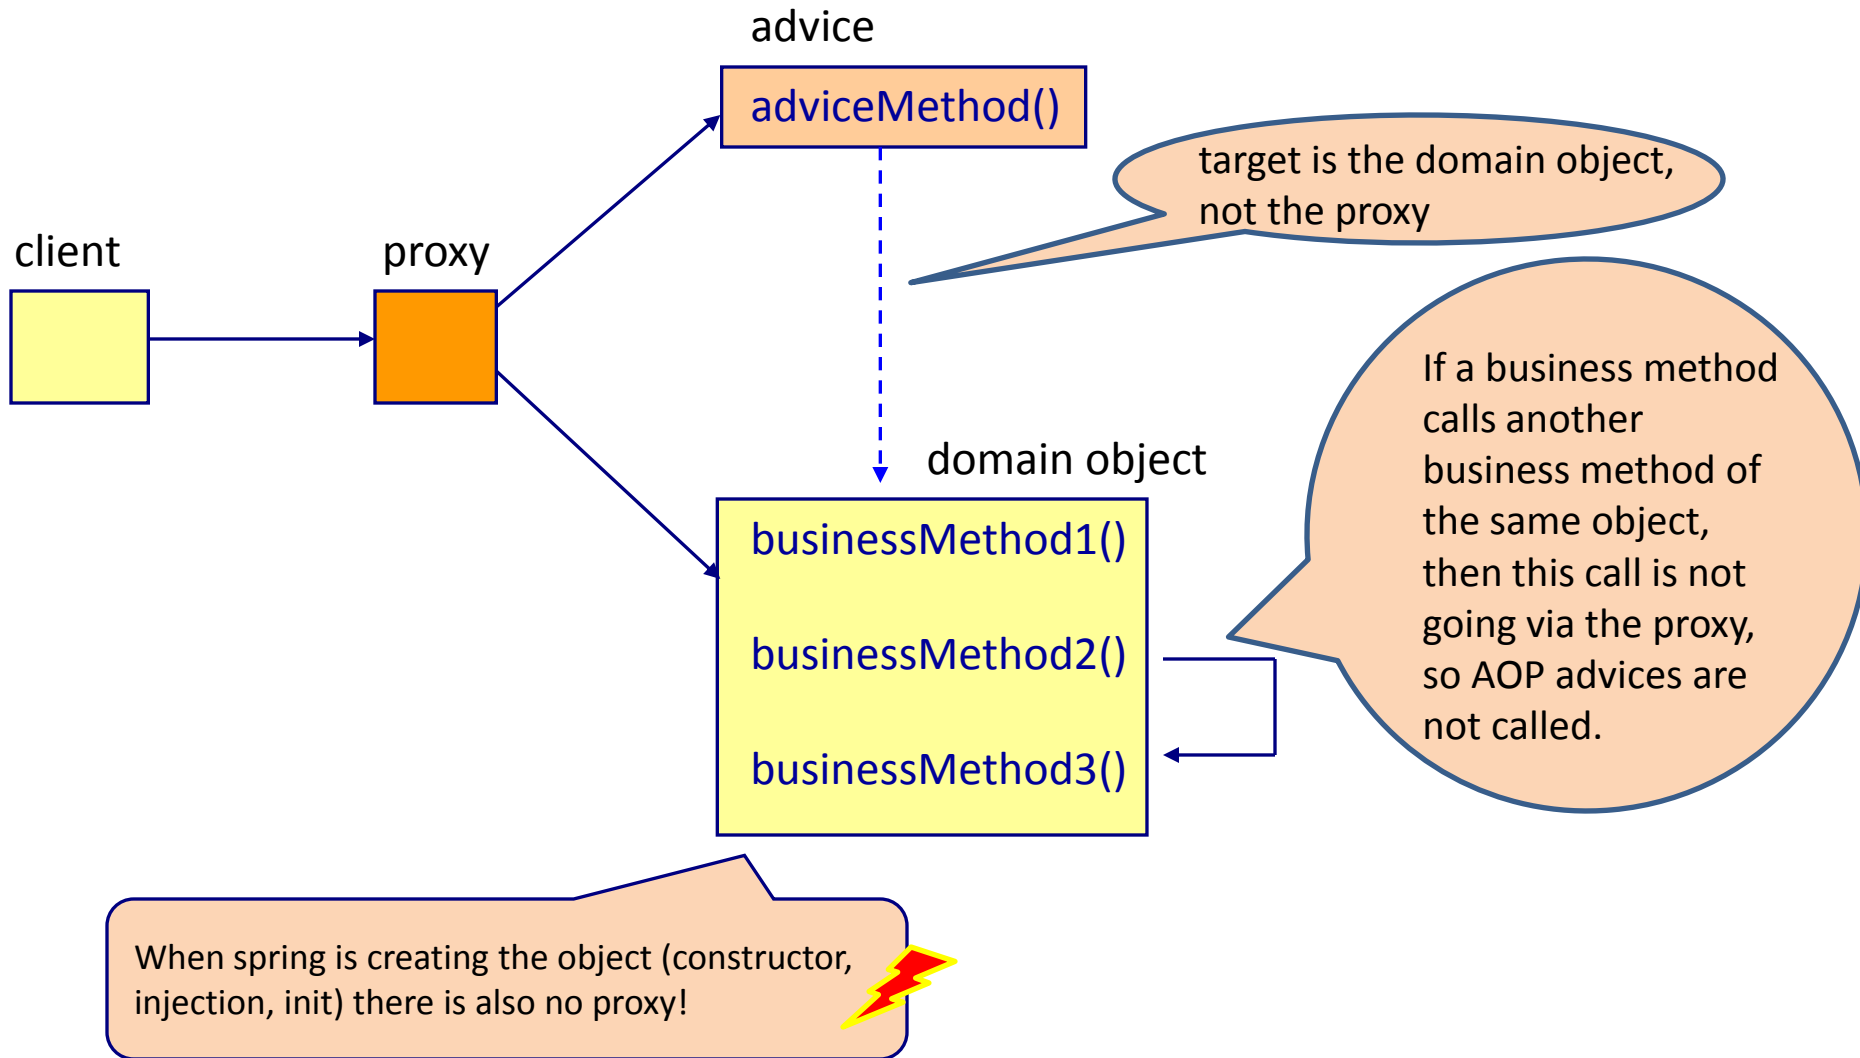 advice
adviceMethod()
target is the domain object,
not the proxy
client
proxy
If a business method
calls another
business method of
the same object,
then this call is not
going via the proxy,
so AOP advices are
not called.
domain object
businessMethod1()
businessMethod2()
businessMethod3()
When spring is creating the object (constructor,
injection, init) there is also no proxy!